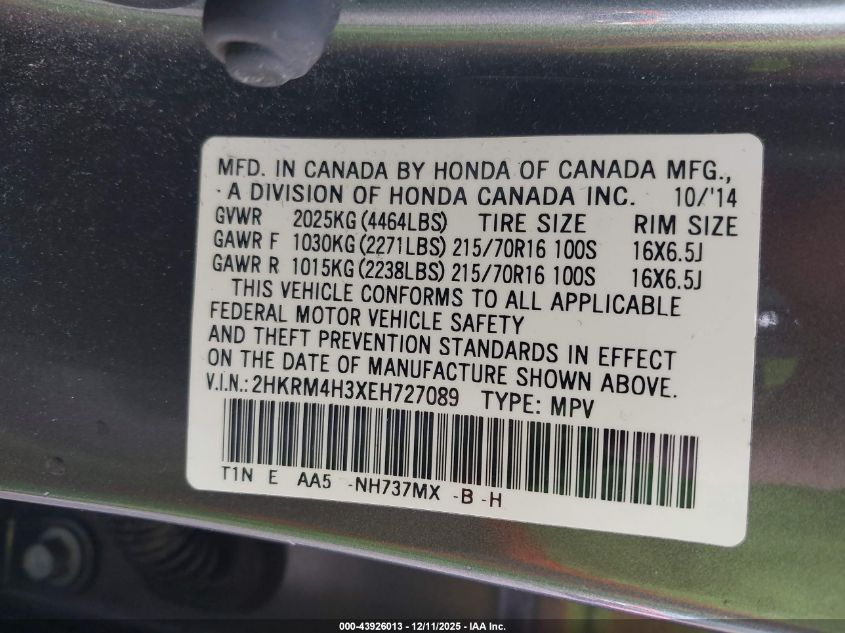 MFD. IN CANADA BY HONDA OF CANADA MFG.,
A DIVISION OF HONDA CANADA INC. 10/'14
GVWR 2025KG (4464LBS) TIRE SIZE RIM SIZE
GAWR F 1030KG (2271LBS) 215/70R16 100S 16X6.5J
GAWR R 1015KG (2238LBS) 215/70R16 100S 16X6.5J
THIS VEHICLE CONFORMS TO ALL APPLICABLE
FEDERAL MOTOR VEHICLE SAFETY
AND THEFT PREVENTION STANDARDS IN EFFECT
ON THE DATE OF MANUFACTURE SHOWN ABOVE.
V.I.N.: 2HKRM4H3XEH727089 TYPE: MPV
T1N E AA5 -NH737MX -B -H
000-43926013 - 12/11/2025 - IAA Inc.